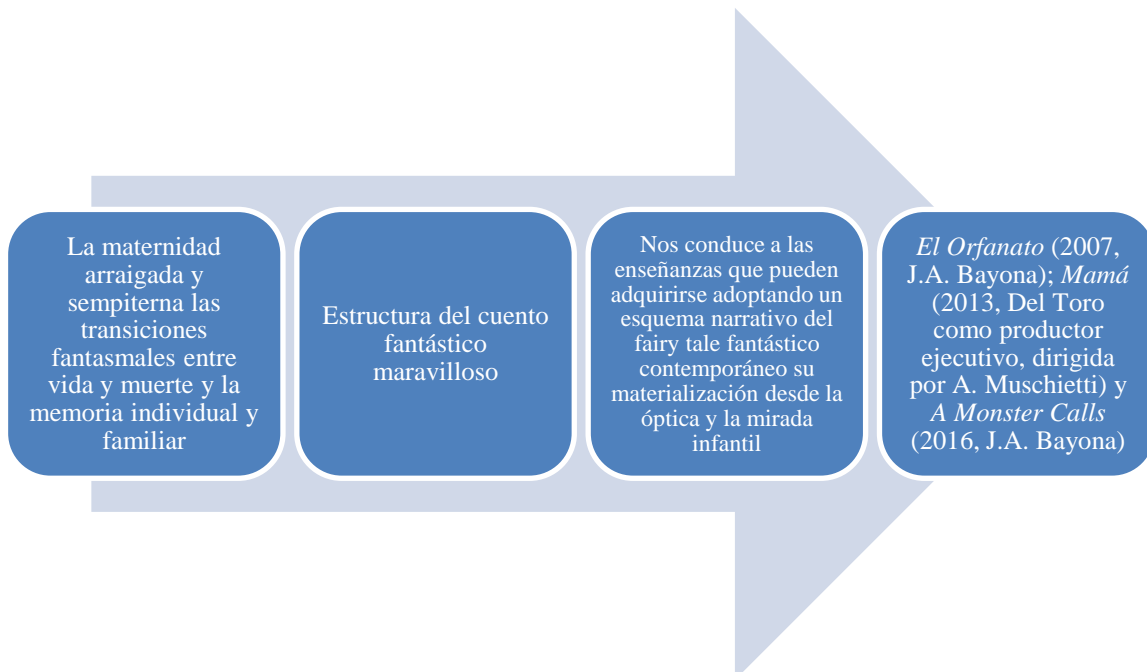 La maternidad
arraigada y
sempiterna las
transiciones
fantasmales entre
vida y muerte y la
memoria individual y
familiar
Estructura del cuento
fantástico
maravilloso
Nos conduce a las
enseñanzas que pueden
adquirirse adoptando un
esquema narrativo del
fairy tale fantástico
contemporáneo su
materialización desde la
óptica y la mirada
infantil
El Orfanato (2007,
J.A. Bayona); Mamá
(2013, Del Toro
como productor
ejecutivo, dirigida
por A. Muschietti) y
A Monster Calls
(2016, J.A. Bayona)